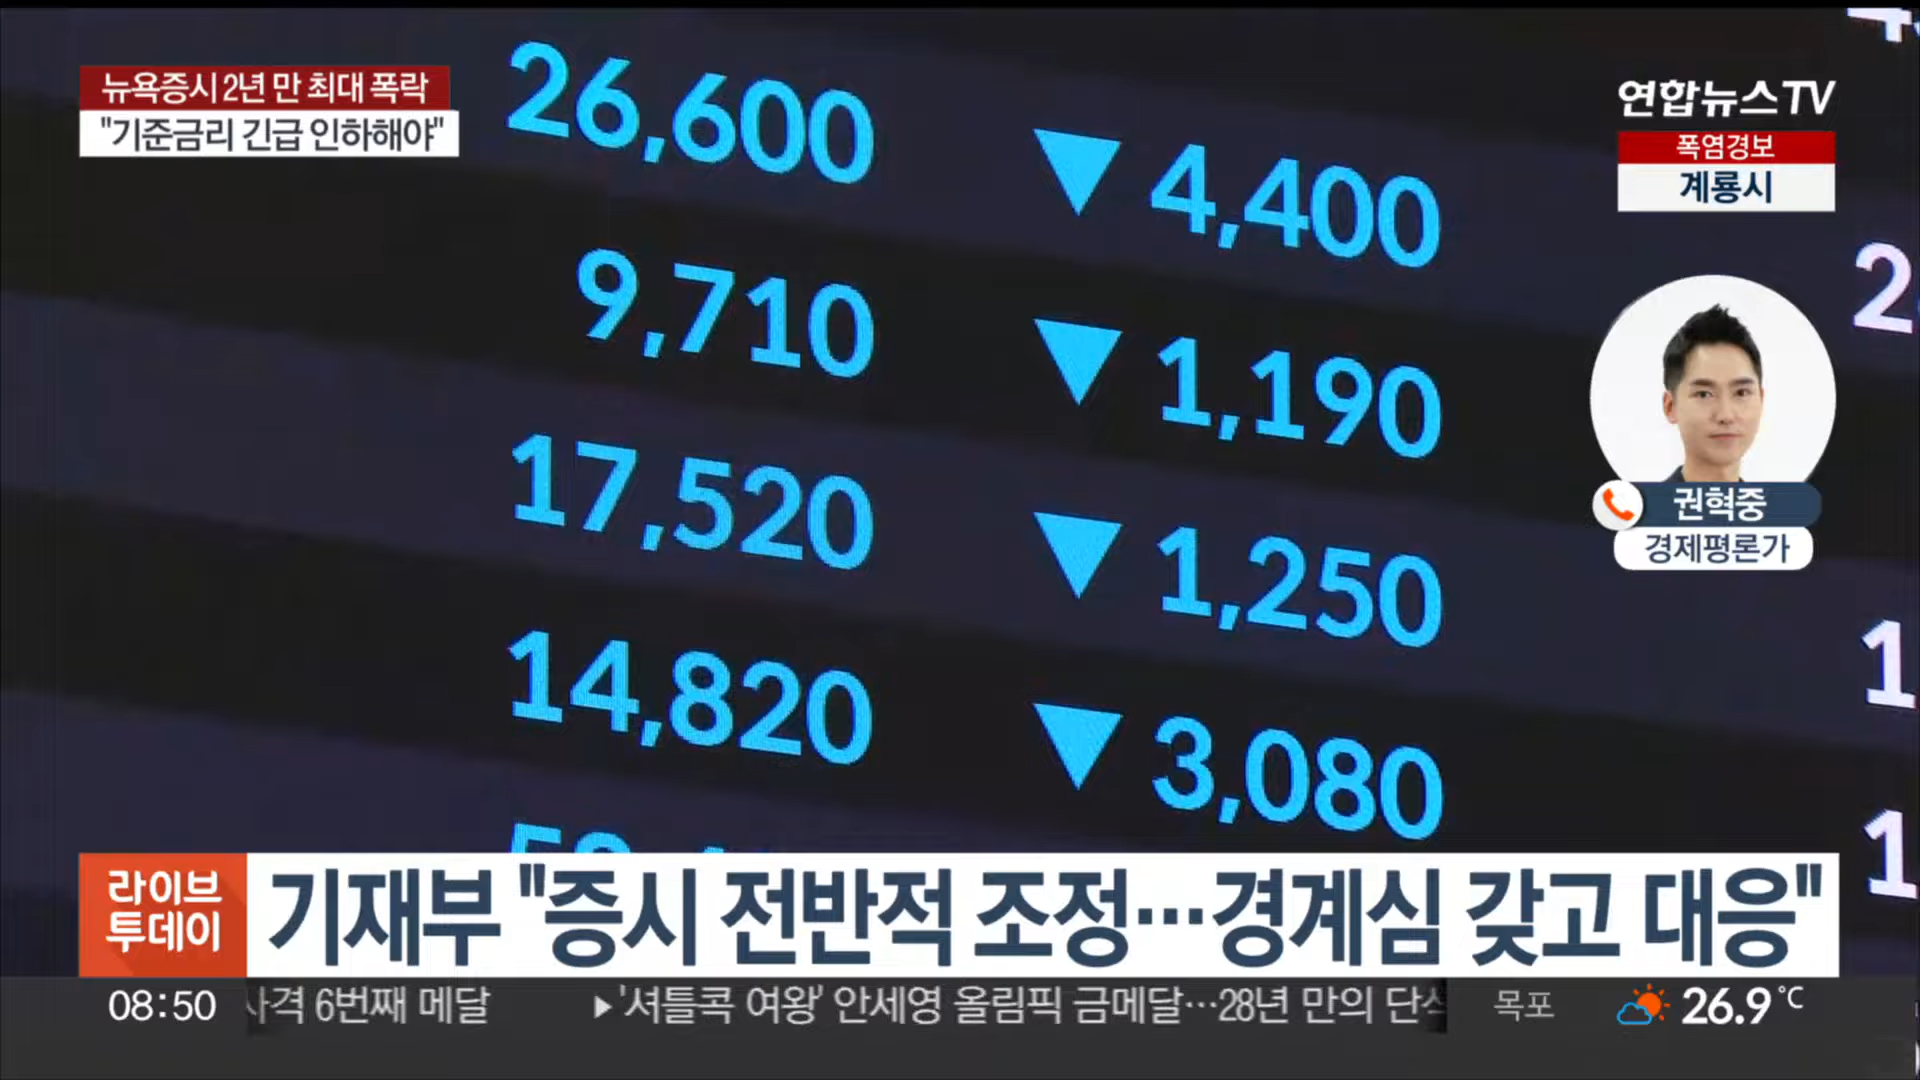 뉴욕증시 2년 만 최대 폭락
"기준금리 긴급 인하해야"
연합뉴스TV
폭염경보
계룡시
26,600 ▼ 4,400
9,710 ▼ 1,190
17,520 ▼ 1,250
14,820 ▼ 3,080
권혁중
경제평론가
라이브
투데이
기재부 "증시 전반적 조정…경계심 갖고 대응"
08:50
6번째 메달 ▶'셔틀콕 여왕' 안세영 올림픽 금메달…28년 만의
목포 26.9℃